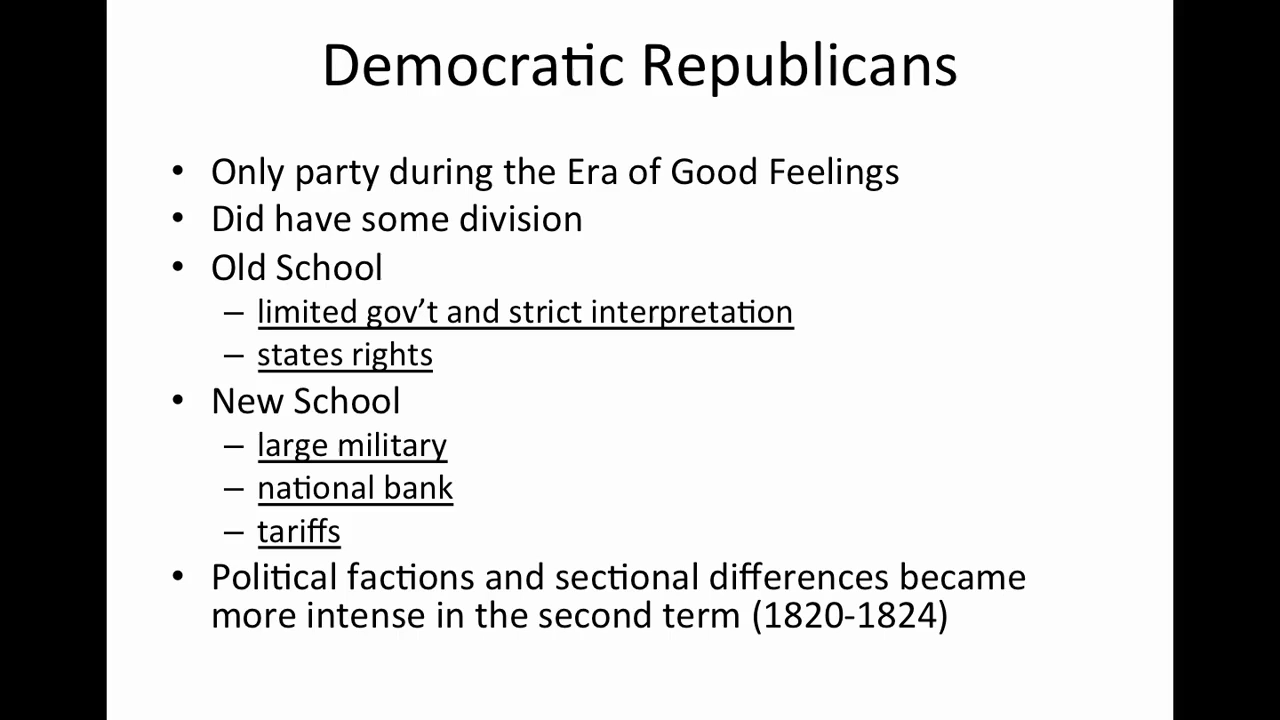 Democratic Republicans
• Only party during the Era of Good Feelings
• Did have some division
• Old School
– limited gov’t and strict interpretation
– states rights
• New School
– large military
– national bank
– tariffs
• Political factions and sectional differences became
more intense in the second term (1820-1824)